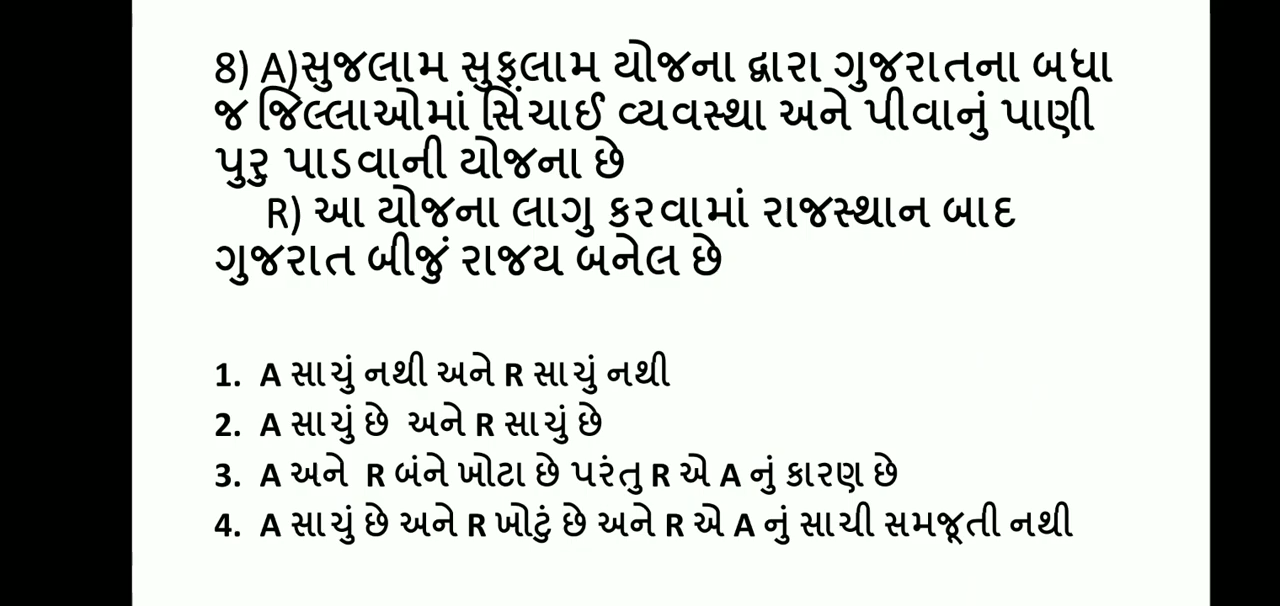 8) A)સુજલામ સુફલામ યોજના દ્વારા ગુજરાતના બધા
જ જિલ્લાઓમાં સિંચાઈ વ્યવસ્થા અને પીવાનું પાણી
પુરુ પાડવાની યોજના છે
R) આ યોજના લાગુ કરવામાં રાજસ્થાન બાદ
ગુજરાત બીજું રાજય બનેલ છે
1. A સાચું નથી અને R સાચું નથી
2. A સાચું છે અને R સાચું છે
3. A અને R બંને ખોટા છે પરંતુ R એ A નું કારણ છે
4. A સાચું છે અને R ખોટું છે અને R એ A નું સાચી સમજૂતી નથી